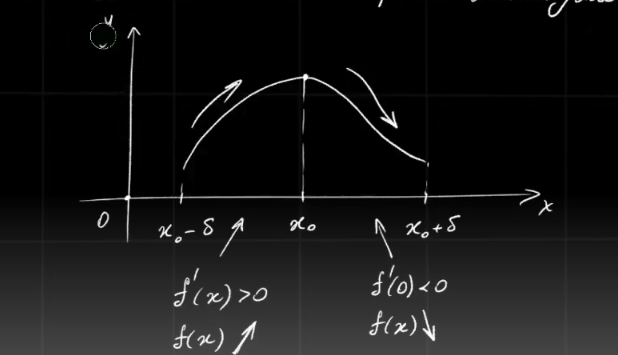 y
0
x₀-δ
x₀
x₀+δ
x
f'(x)>0
f(x) ↗
f'(0)<0
f(x) ↓